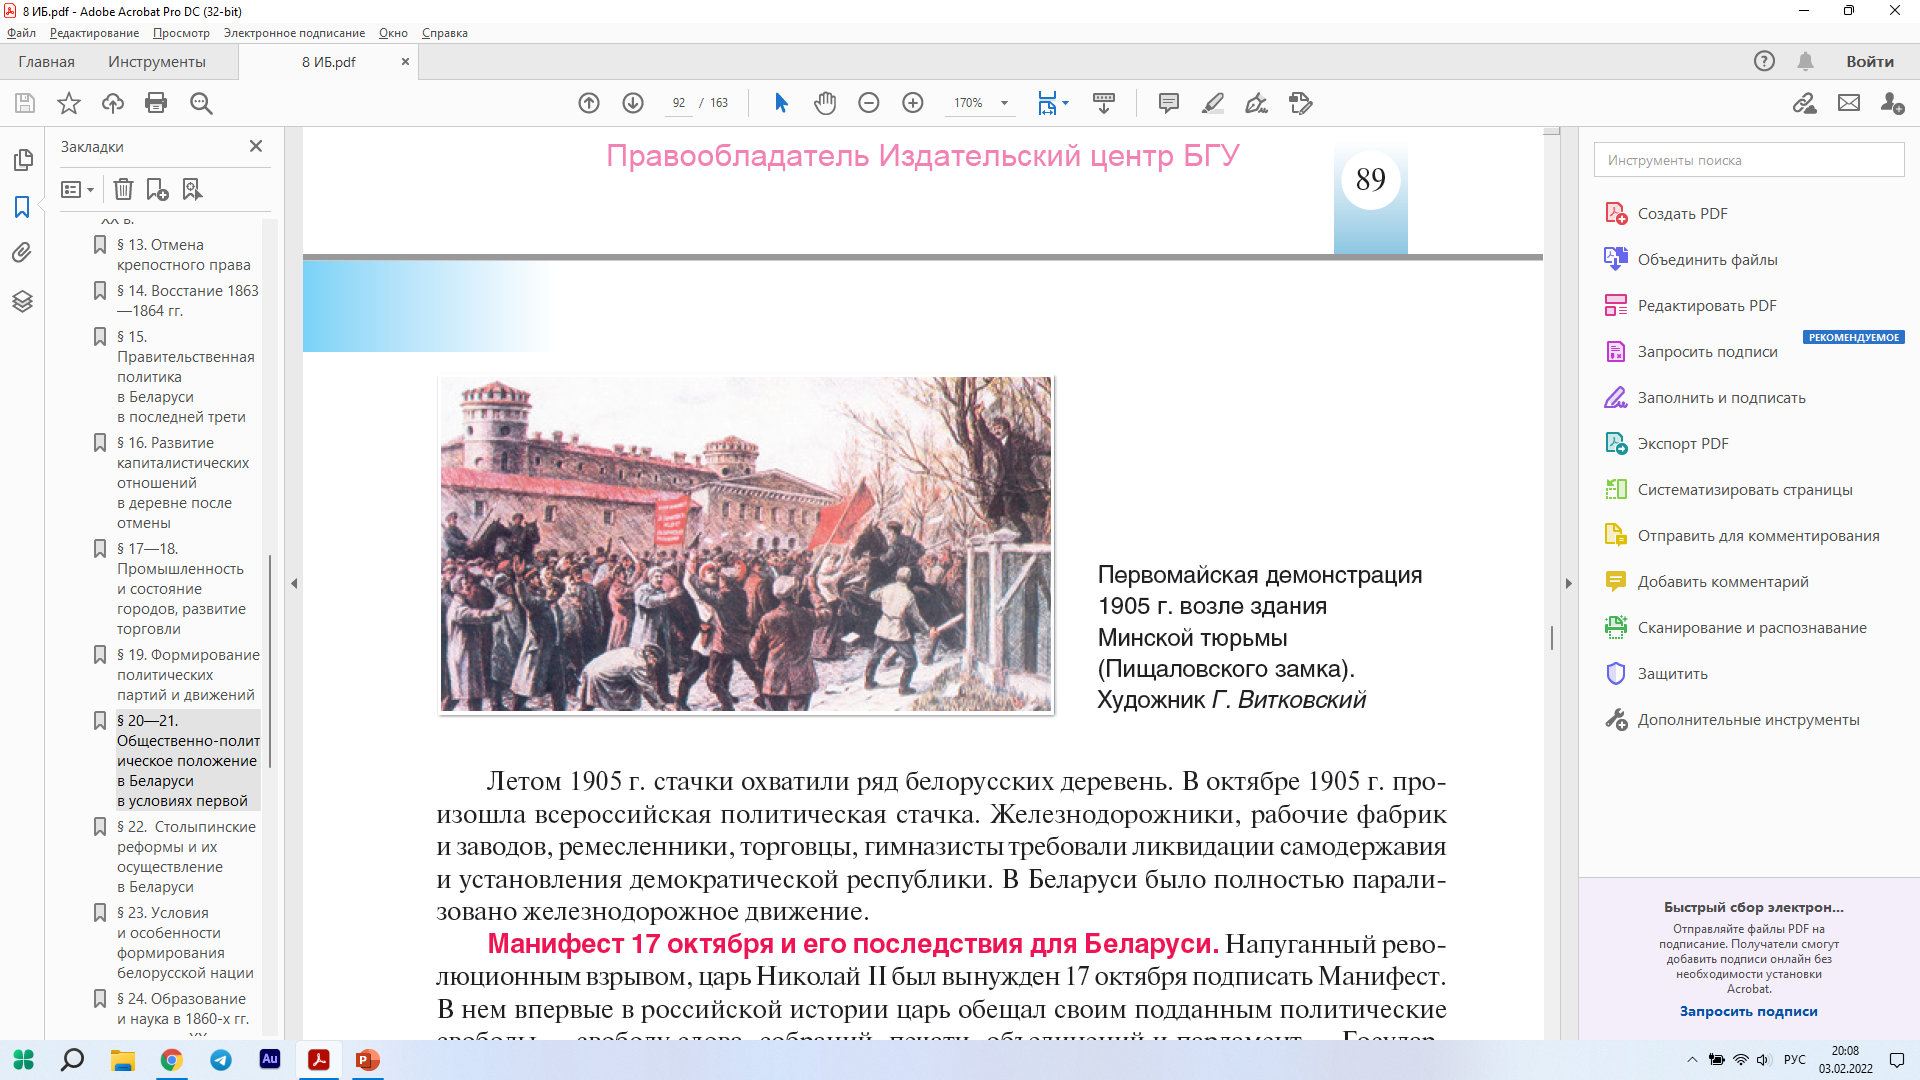 8 ИБ.pdf - Adobe Acrobat Pro DC (32-bit)
Файл Редактирование Просмотр Электронное подписание Окно Справка
Главная Инструменты 8 ИБ.pdf Войти
92 / 163 170%
Закладки
XX в.
§ 13. Отмена
крепостного права
§ 14. Восстание 1863
—1864 гг.
§ 15.
Правительственная
политика
в Беларуси
в последней трети
§ 16. Развитие
капиталистических
отношений
в деревне после
отмены
§ 17—18.
Промышленность
и состояние
городов, развитие
торговли
§ 19. Формирование
политических
партий и движений
§ 20—21.
Общественно-полит
ическое положение
в Беларуси
в условиях первой
§ 22. Столыпинские
реформы и их
осуществление
в Беларуси
§ 23. Условия
и особенности
формирования
белорусской нации
§ 24. Образование
и наука в 1860-х гг.
Правообладатель Издательский центр БГУ
89
Первомайская демонстрация
1905 г. возле здания
Минской тюрьмы
(Пищаловского замка).
Художник Г. Витковский
Летом 1905 г. стачки охватили ряд белорусских деревень. В октябре 1905 г. про-
изошла всероссийская политическая стачка. Железнодорожники, рабочие фабрик
и заводов, ремесленники, торговцы, гимназисты требовали ликвидации самодержавия
и установления демократической республики. В Беларуси было полностью парали-
зовано железнодорожное движение.
Манифест 17 октября и его последствия для Беларуси. Напуганный рево-
люционным взрывом, царь Николай II был вынужден 17 октября подписать Манифест.
В нем впервые в российской истории царь обещал своим подданным политические
свободы — свободу слова, собраний, печати, объединений и парламент — Государ-
Инструменты поиска
Создать PDF
Объединить файлы
Редактировать PDF
РЕКОМЕНДУЕМОЕ
Запросить подписи
Заполнить и подписать
Экспорт PDF
Систематизировать страницы
Отправить для комментирования
Добавить комментарий
Сканирование и распознавание
Защитить
Дополнительные инструменты
Быстрый сбор электрон...
Отправляйте файлы PDF на
подписание. Получатели смогут
добавить подписи онлайн без
необходимости установки
Acrobat.
Запросить подписи
Au
РУС
20:08
03.02.2022